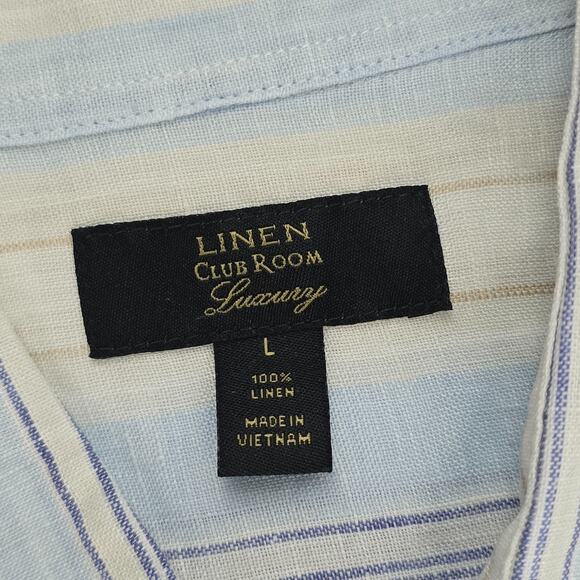 LINEN
CLUB ROOM
Luxury
L
100%
LINEN
MADE IN
VIETNAM